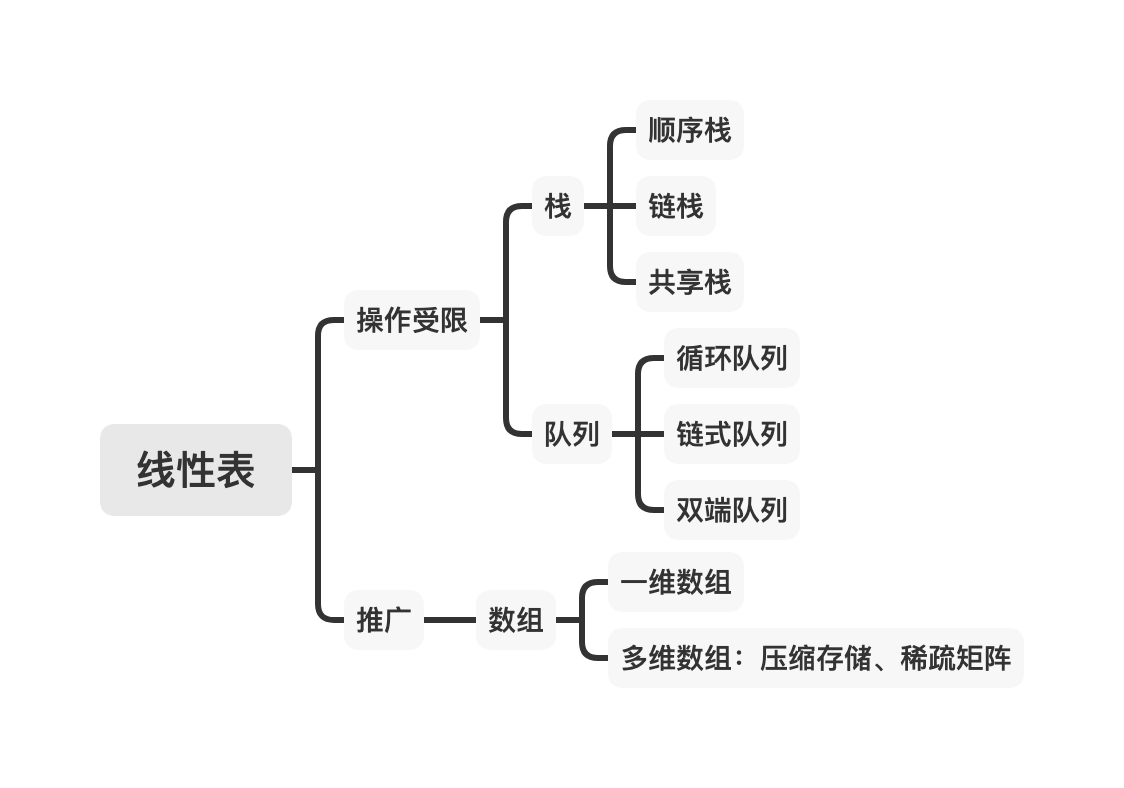 线性表
操作受限
栈
顺序栈
链栈
共享栈
队列
循环队列
链式队列
双端队列
推广
数组
一维数组
多维数组：压缩存储、稀疏矩阵